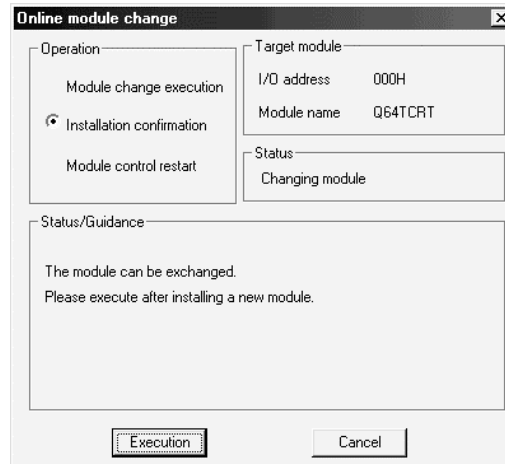 Online module change
Operation
Module change execution
Installation confirmation
Module control restart
Target module
I/O address 000H
Module name Q64TCRT
Status
Changing module
Status/Guidance
The module can be exchanged.
Please execute after installing a new module.
Execution
Cancel